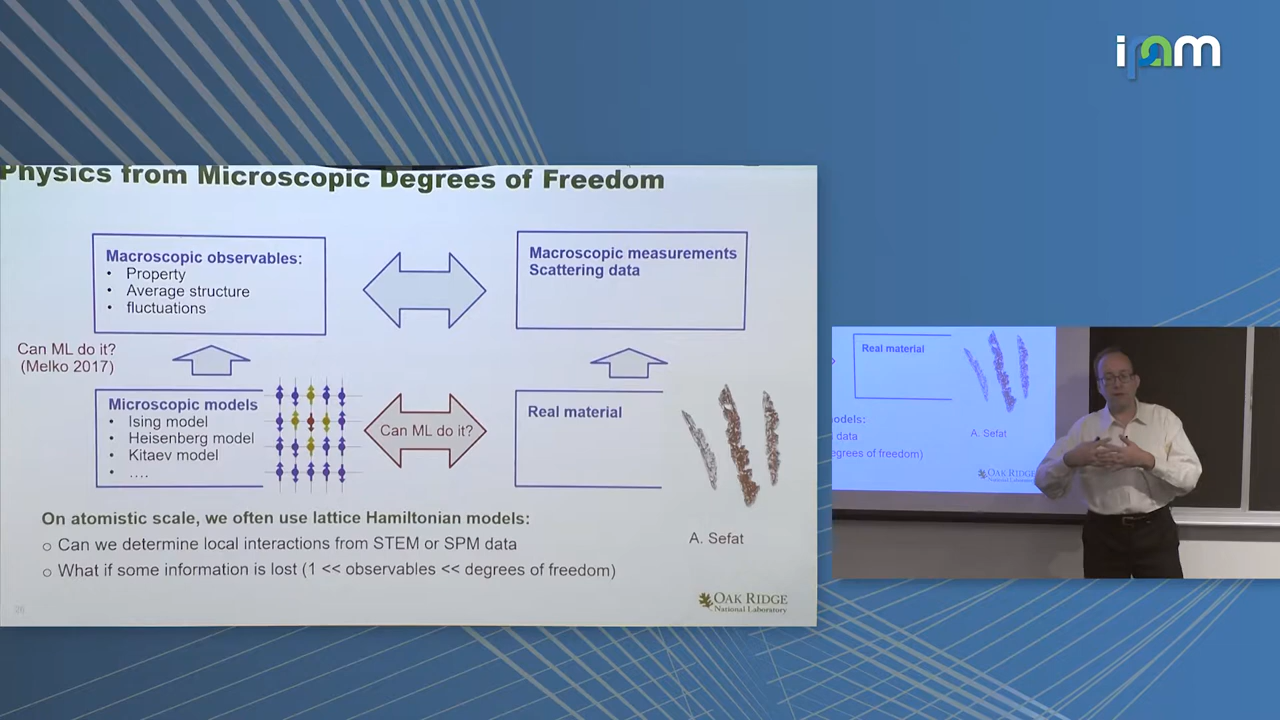 ipam
Physics from Microscopic Degrees of Freedom
Macroscopic observables:
• Property
• Average structure
• fluctuations
Macroscopic measurements
Scattering data
Can ML do it?
(Melko 2017)
Microscopic models
• Ising model
• Heisenberg model
• Kitaev model
• ....
Can ML do it?
Real material
A. Sefat
On atomistic scale, we often use lattice Hamiltonian models:
o Can we determine local interactions from STEM or SPM data
o What if some information is lost (1 << observables << degrees of freedom)
26
OAK RIDGE
National Laboratory
Real material
A. Sefat
odels:
data
egrees of freedom)
OAK RIDGE